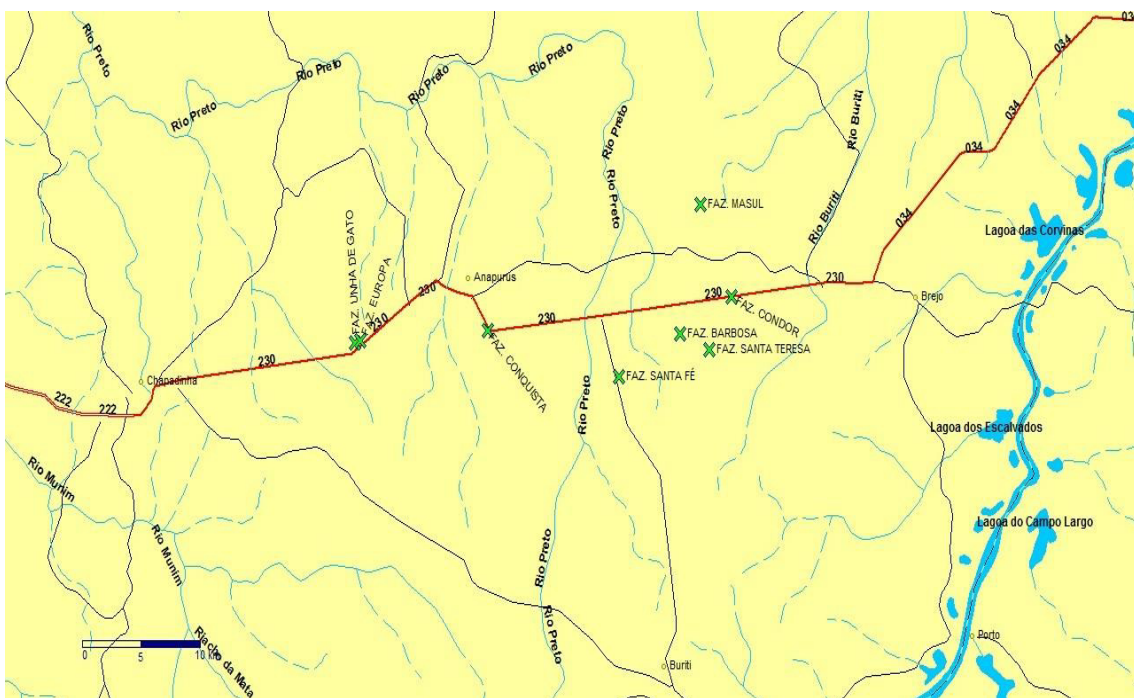 Rio Preto
Rio Preto
Rio Preto
Rio Preto
Rio Preto
Rio Preto
Rio Preto
Rio Buriti
Rio Buriti
034
034
034
034
FAZ. MASUL
Lagoa das Corvinas
FAZ. UNHA DE GATO
FAZ. EUROPA
Anapurus
230
230
230
230
230
230
FAZ. CONDOR
Brejo
FAZ. CONQUISTA
FAZ. BARBOSA
FAZ. SANTA TERESA
FAZ. SANTA FÉ
Chapadinha
222
222
Rio Preto
Lagoa dos Escalvados
Rio Munim
Rio Munim
Lagoa do Campo Largo
Rio Preto
Rio Preto
Riacho da Mata
0 5 10 km
Buriti
Porto